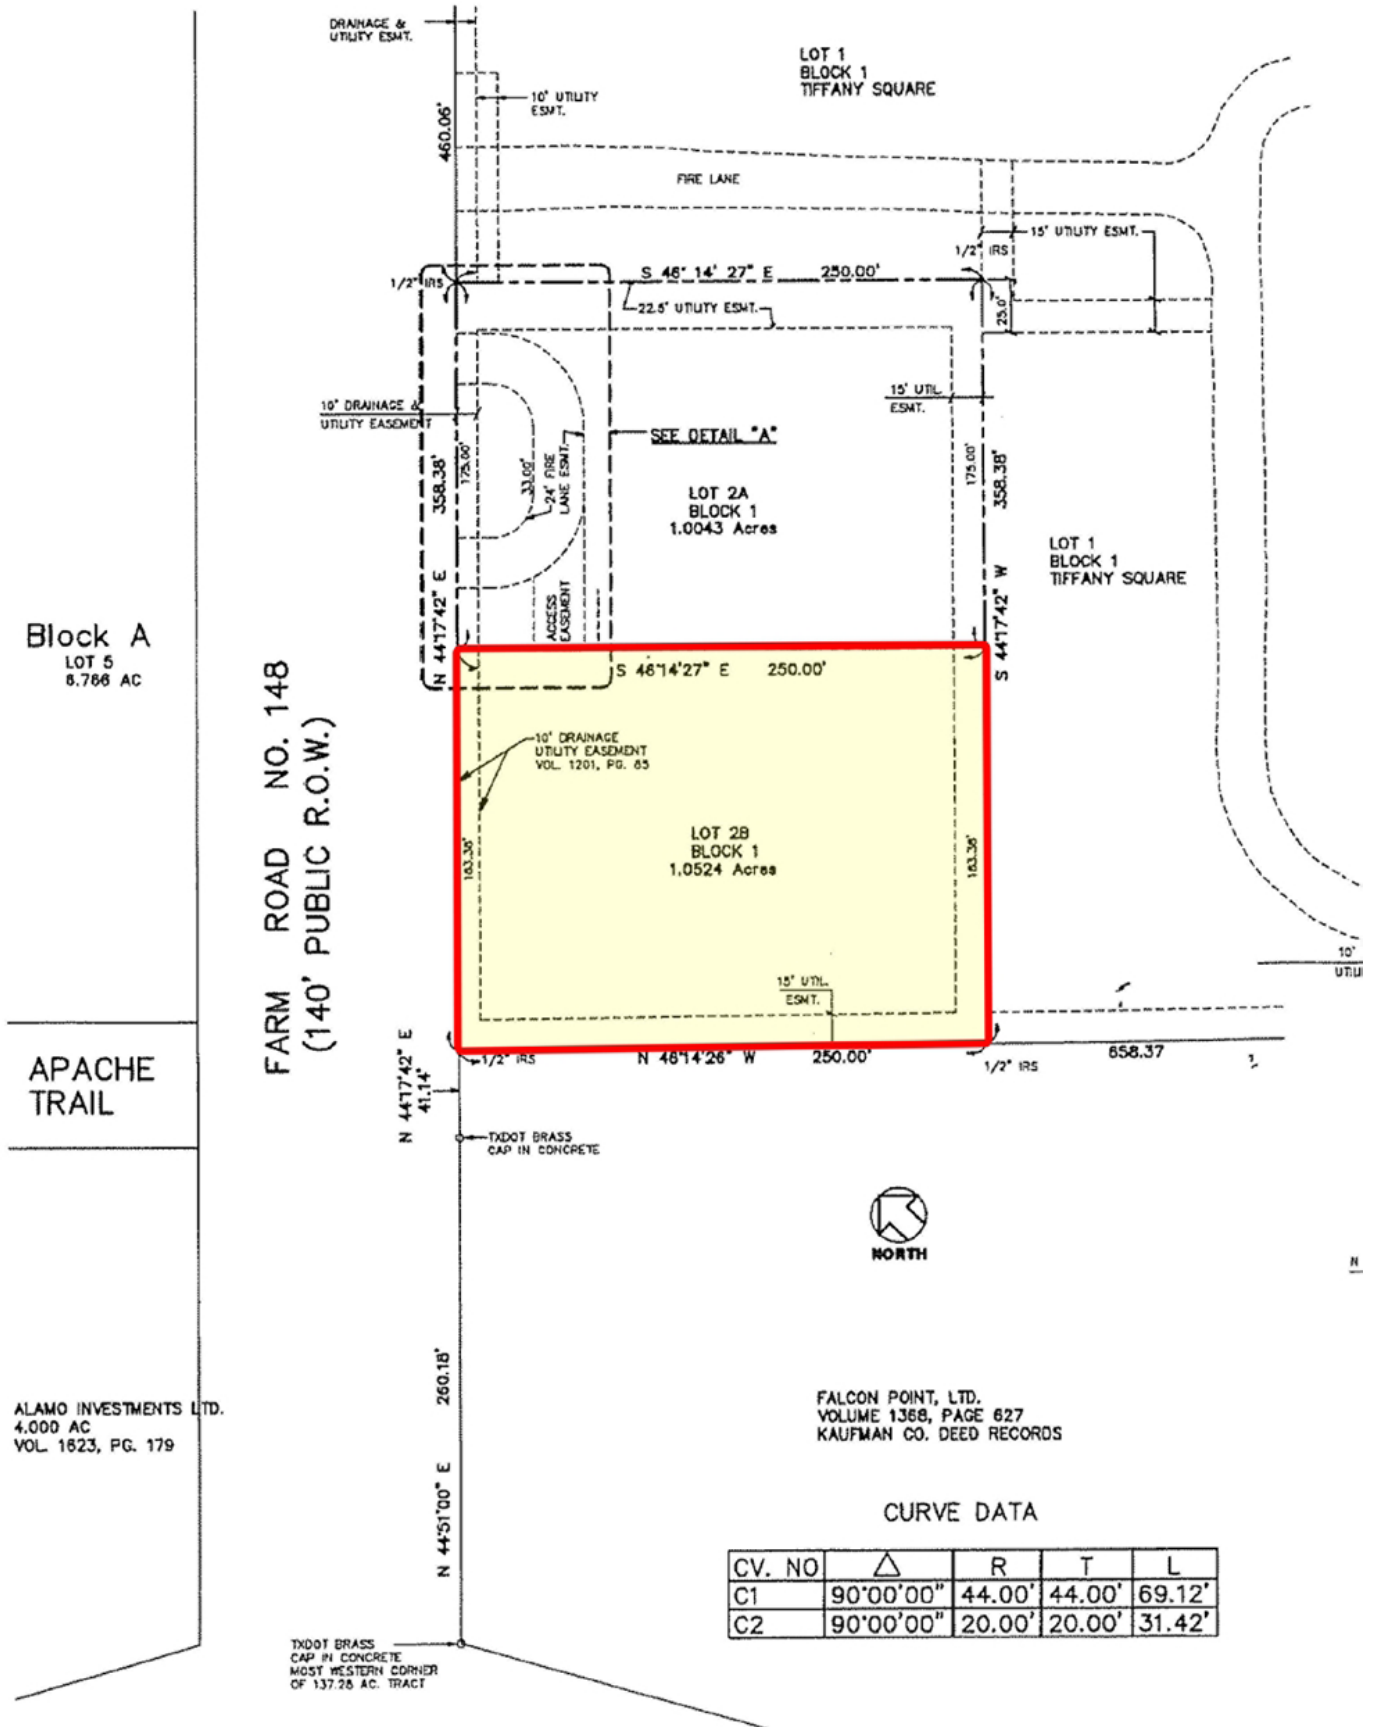 DRAINAGE &
UTILITY ESMT.
LOT 1
BLOCK 1
TIFFANY SQUARE
10' UTILITY
ESMT.
460.06'
FIRE LANE
15' UTILITY ESMT.
1/2" IRS
1/2" IRS
S 46° 14' 27" E 250.00'
22.5' UTILITY ESMT.
25.0'
10' DRAINAGE &
UTILITY EASEMENT
15' UTIL.
ESMT.
SEE DETAIL "A"
175.00'
358.38'
N 44°17'42" E
33.00'
24' FIRE
LANE ESMT.
ACCESS
EASEMENT
LOT 2A
BLOCK 1
1.0043 Acres
175.00'
358.38'
S 44°17'42" W
LOT 1
BLOCK 1
TIFFANY SQUARE
Block A
LOT 5
6.766 AC
FARM ROAD NO. 148
(140' PUBLIC R.O.W.)
S 46°14'27" E 250.00'
10' DRAINAGE
UTILITY EASEMENT
VOL. 1201, PG. 85
183.38'
LOT 2B
BLOCK 1
1.0524 Acres
183.38'
15' UTIL.
ESMT.
10'
1/2" IRS
N 46°14'26" W 250.00'
1/2" IRS
658.37
APACHE
TRAIL
N 44°17'42" E
41.14'
TXDOT BRASS
CAP IN CONCRETE
NORTH
N
260.18'
N 44°51'00" E
ALAMO INVESTMENTS LTD.
4.000 AC
VOL. 1623, PG. 179
FALCON POINT, LTD.
VOLUME 1368, PAGE 627
KAUFMAN CO. DEED RECORDS
CURVE DATA
CV. NO △ R T L
C1 90°00'00" 44.00' 44.00' 69.12'
C2 90°00'00" 20.00' 20.00' 31.42'
TXDOT BRASS
CAP IN CONCRETE
MOST WESTERN CORNER
OF 137.28 AC. TRACT